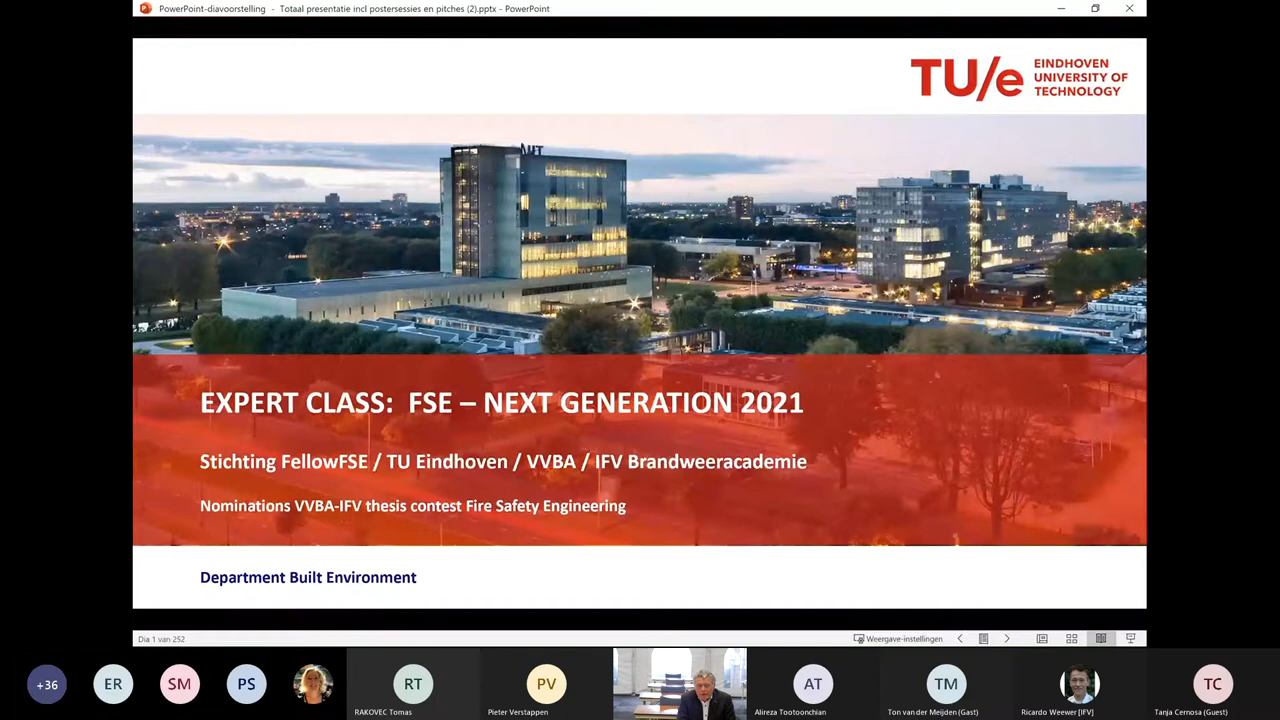 PowerPoint-diavoorstelling - Totaal presentatie incl postersessies en pitches (2).pptx - PowerPoint
TU/e
EINDHOVEN
UNIVERSITY OF
TECHNOLOGY
EXPERT CLASS: FSE – NEXT GENERATION 2021
Stichting FellowFSE / TU Eindhoven / VVBA / IFV Brandweeracademie
Nominations VVBA-IFV thesis contest Fire Safety Engineering
Department Built Environment
Dia 1 van 252
Weergave-instellingen
+36
ER
SM
PS
RT
RAKOVEC Tomas
PV
Pieter Verstappen
AT
Alireza Tootoonchian
TM
Ton van der Meijden (Gast)
Ricardo Weewer [IFV]
TC
Tanja Cernosa (Guest)